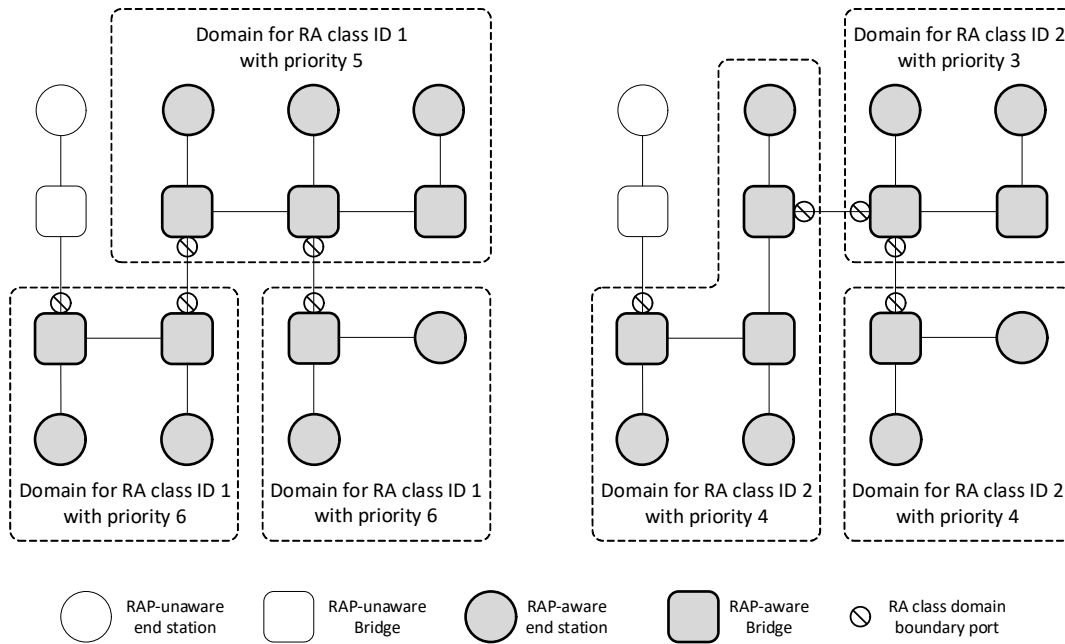 Domain for RA class ID 1
with priority 5
Domain for RA class ID 2
with priority 3
Domain for RA class ID 1
with priority 6
Domain for RA class ID 1
with priority 6
Domain for RA class ID 2
with priority 4
Domain for RA class ID 2
with priority 4
RAP-unaware
end station
RAP-unaware
Bridge
RAP-aware
end station
RAP-aware
Bridge
RA class domain
boundary port